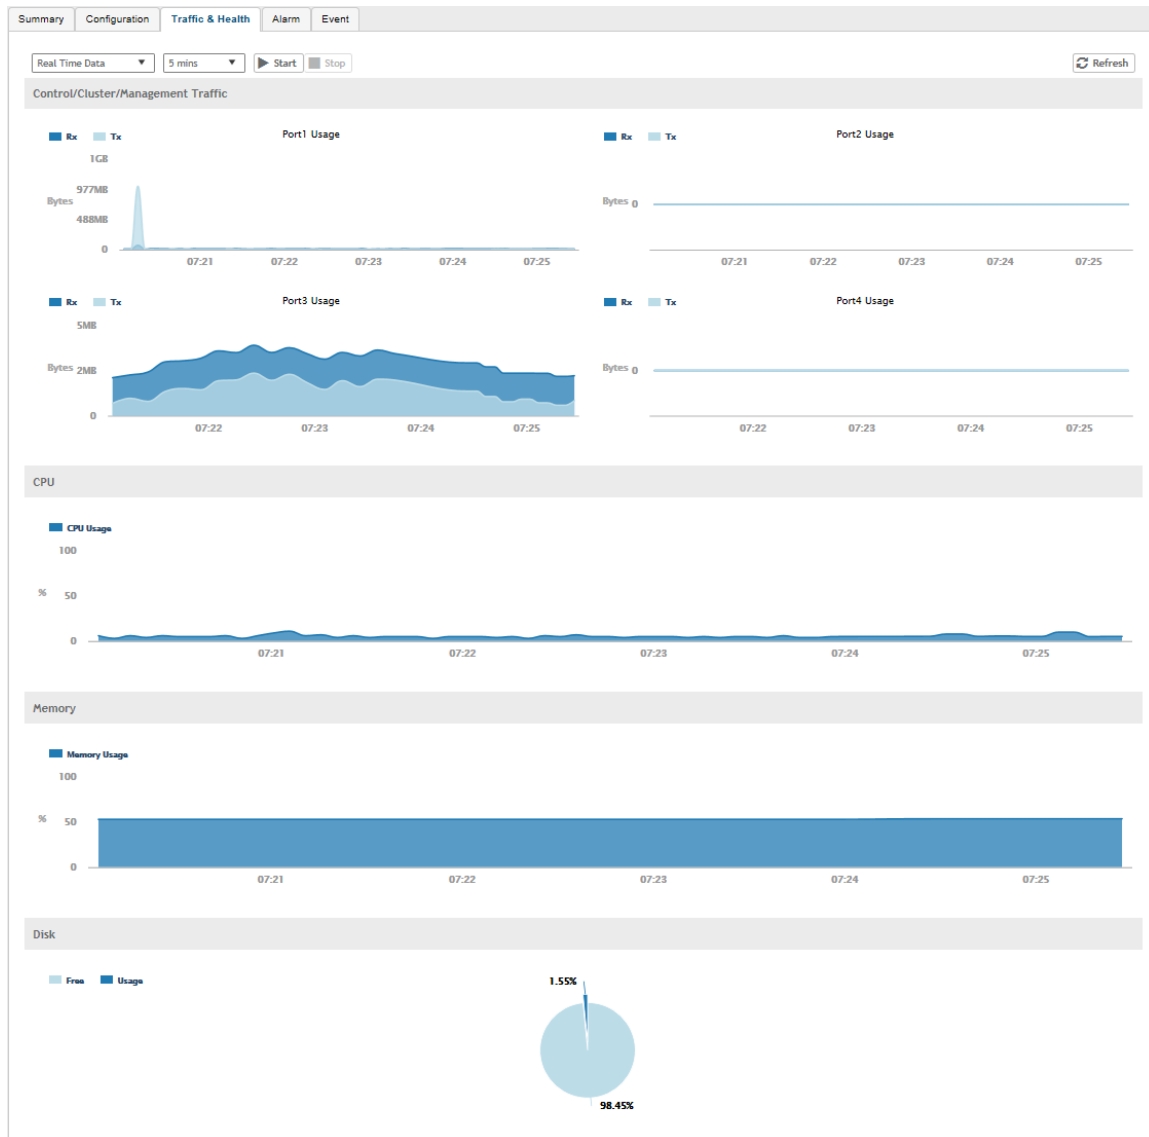 Summary Configuration Traffic & Health Alarm Event
Real Time Data 5 mins Start Stop Refresh
Control/Cluster/Management Traffic
Rx Tx Port1 Usage
1GB
977MB
Bytes
488MB
0
07:21 07:22 07:23 07:24 07:25
Rx Tx Port2 Usage
Bytes 0
07:21 07:22 07:23 07:24 07:25
Rx Tx Port3 Usage
5MB
Bytes 2MB
0
07:22 07:23 07:24 07:25
Rx Tx Port4 Usage
Bytes 0
07:22 07:23 07:24 07:25
CPU
CPU Usage
100
% 50
0
07:21 07:22 07:23 07:24 07:25
Memory
Memory Usage
100
% 50
0
07:21 07:22 07:23 07:24 07:25
Disk
Free Usage
1.55%
98.45%